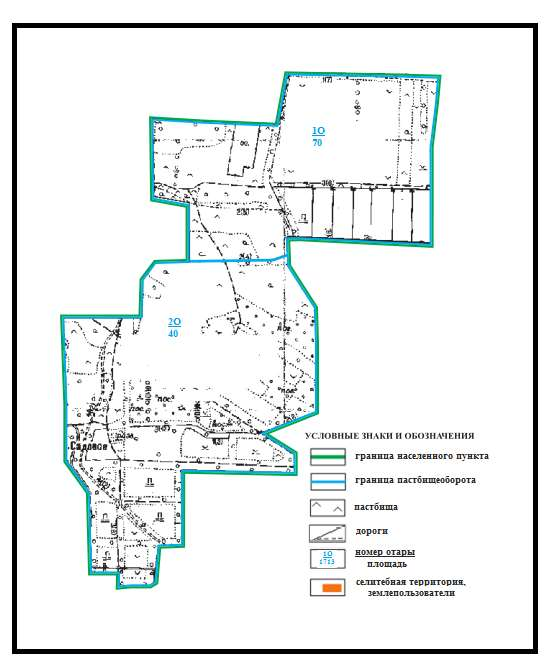 1О
70
2О
40
"пос."
УСЛОВНЫЕ ЗНАКИ И ОБОЗНАЧЕНИЯ
граница населенного пункта
граница пастбищеоборота
пастбища
дороги
1О
1713
номер отары
площадь
селитебная территория,
землепользователи